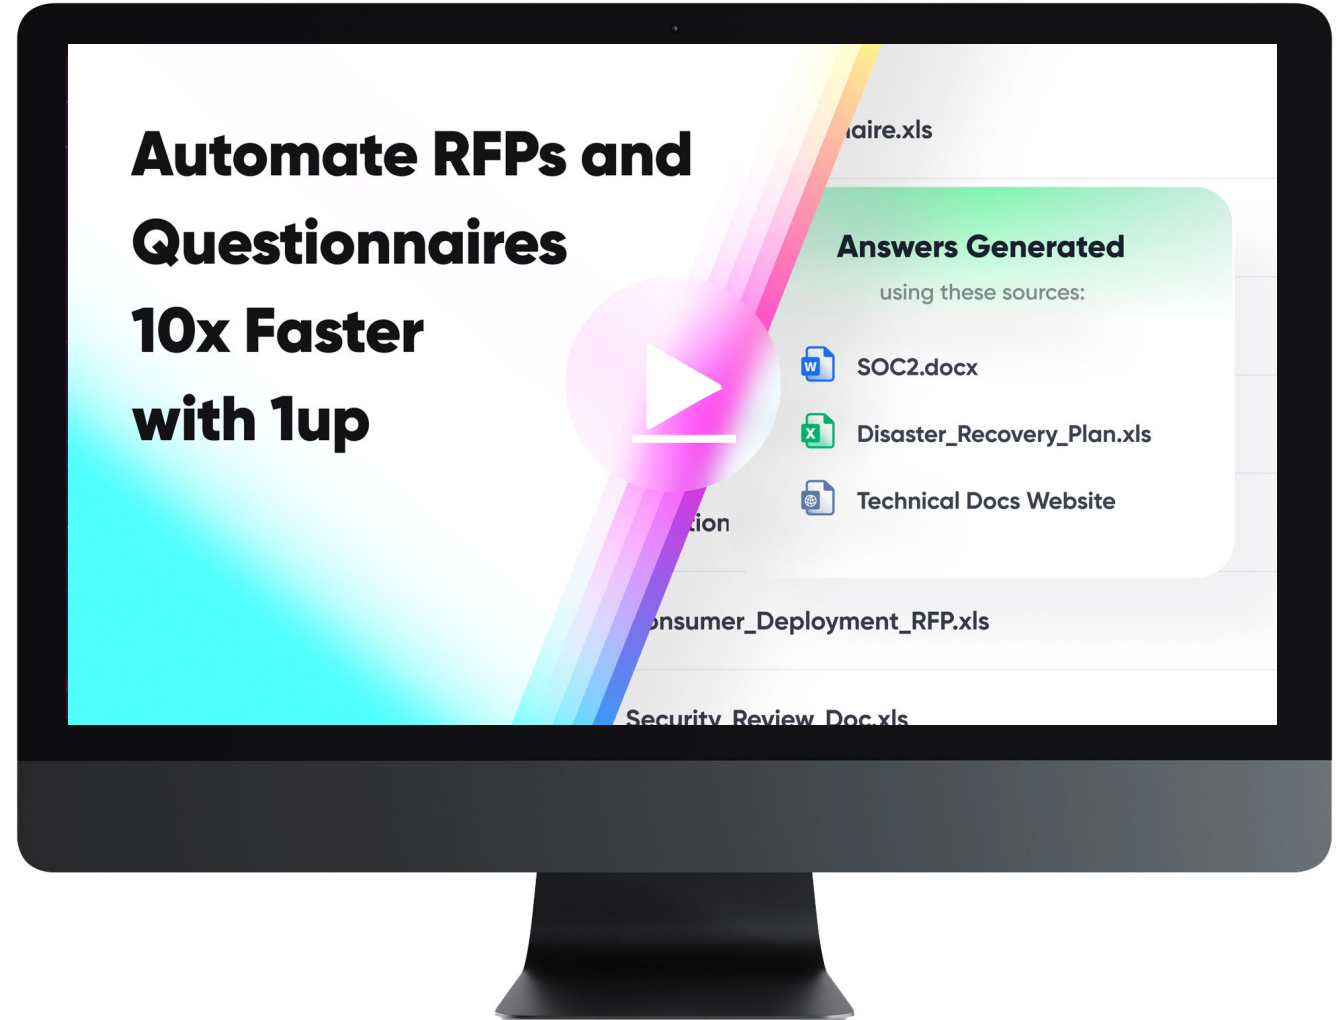 Automate RFPs and
Questionnaires
10x Faster
with 1up
aire.xls
Answers Generated
using these sources:
SOC2.docx
Disaster_Recovery_Plan.xls
Technical Docs Website
tion
onsumer_Deployment_RFP.xls
Security_Review_Doc.xls